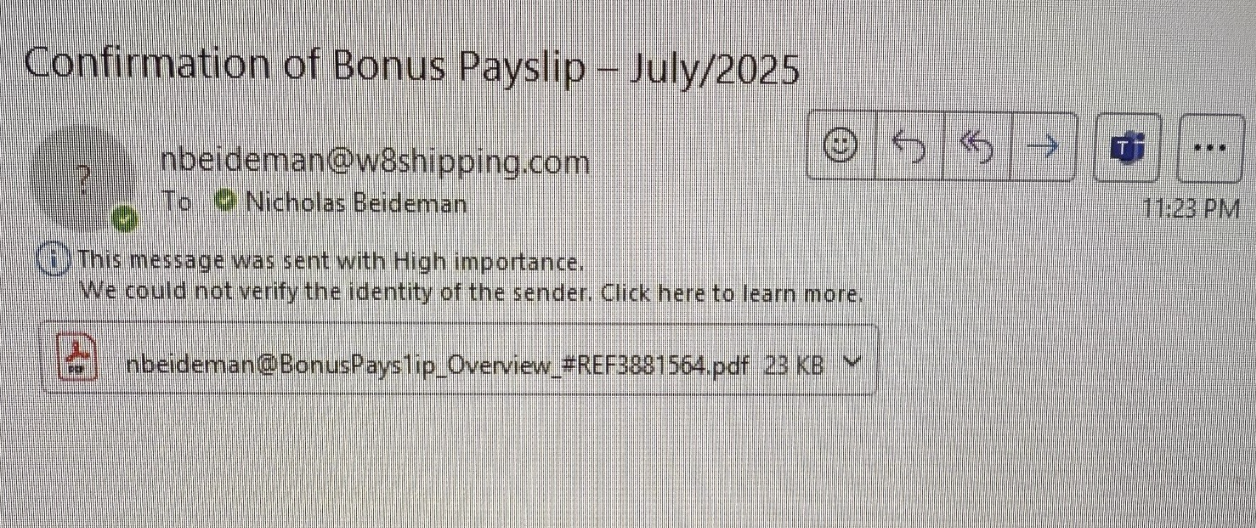 Confirmation of Bonus Payslip – July/2025
?
nbeideman@w8shipping.com
To Nicholas Beideman
T
11:23 PM
This message was sent with High importance.
We could not verify the identity of the sender. Click here to learn more.
PDF
nbeideman@BonusPays1ip_Overview_#REF3881564.pdf 23 KB